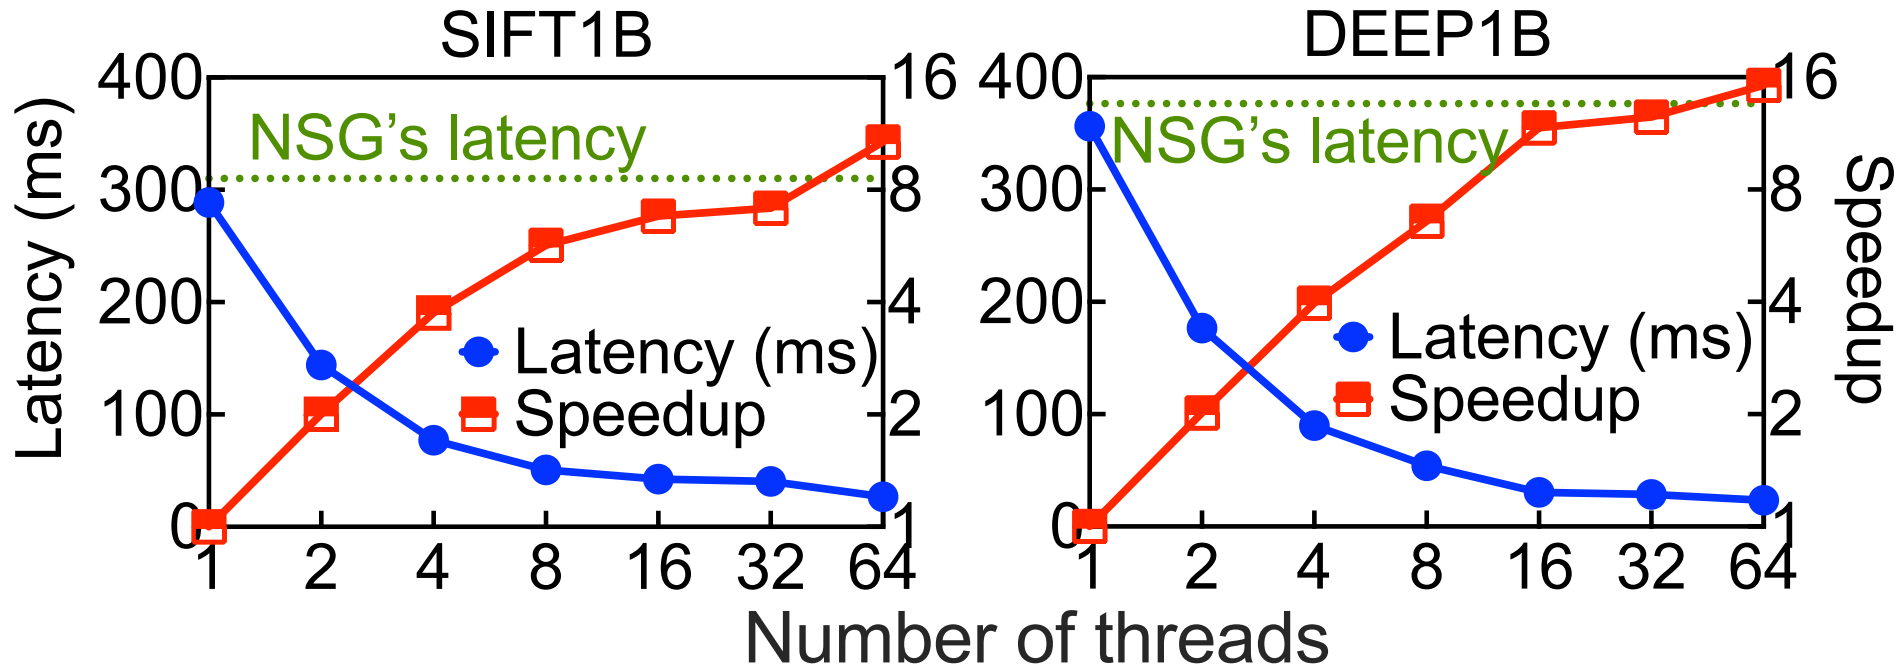 SIFT1B
DEEP1B
Latency (ms)
400
300
200
100
0
16
8
4
2
1
NSG's latency
Latency (ms)
Speedup
1 2 4 8 16 32 64
400
300
200
100
0
16
8
4
2
1
NSG's latency
Latency (ms)
Speedup
1 2 4 8 16 32 64
Speedup
Number of threads